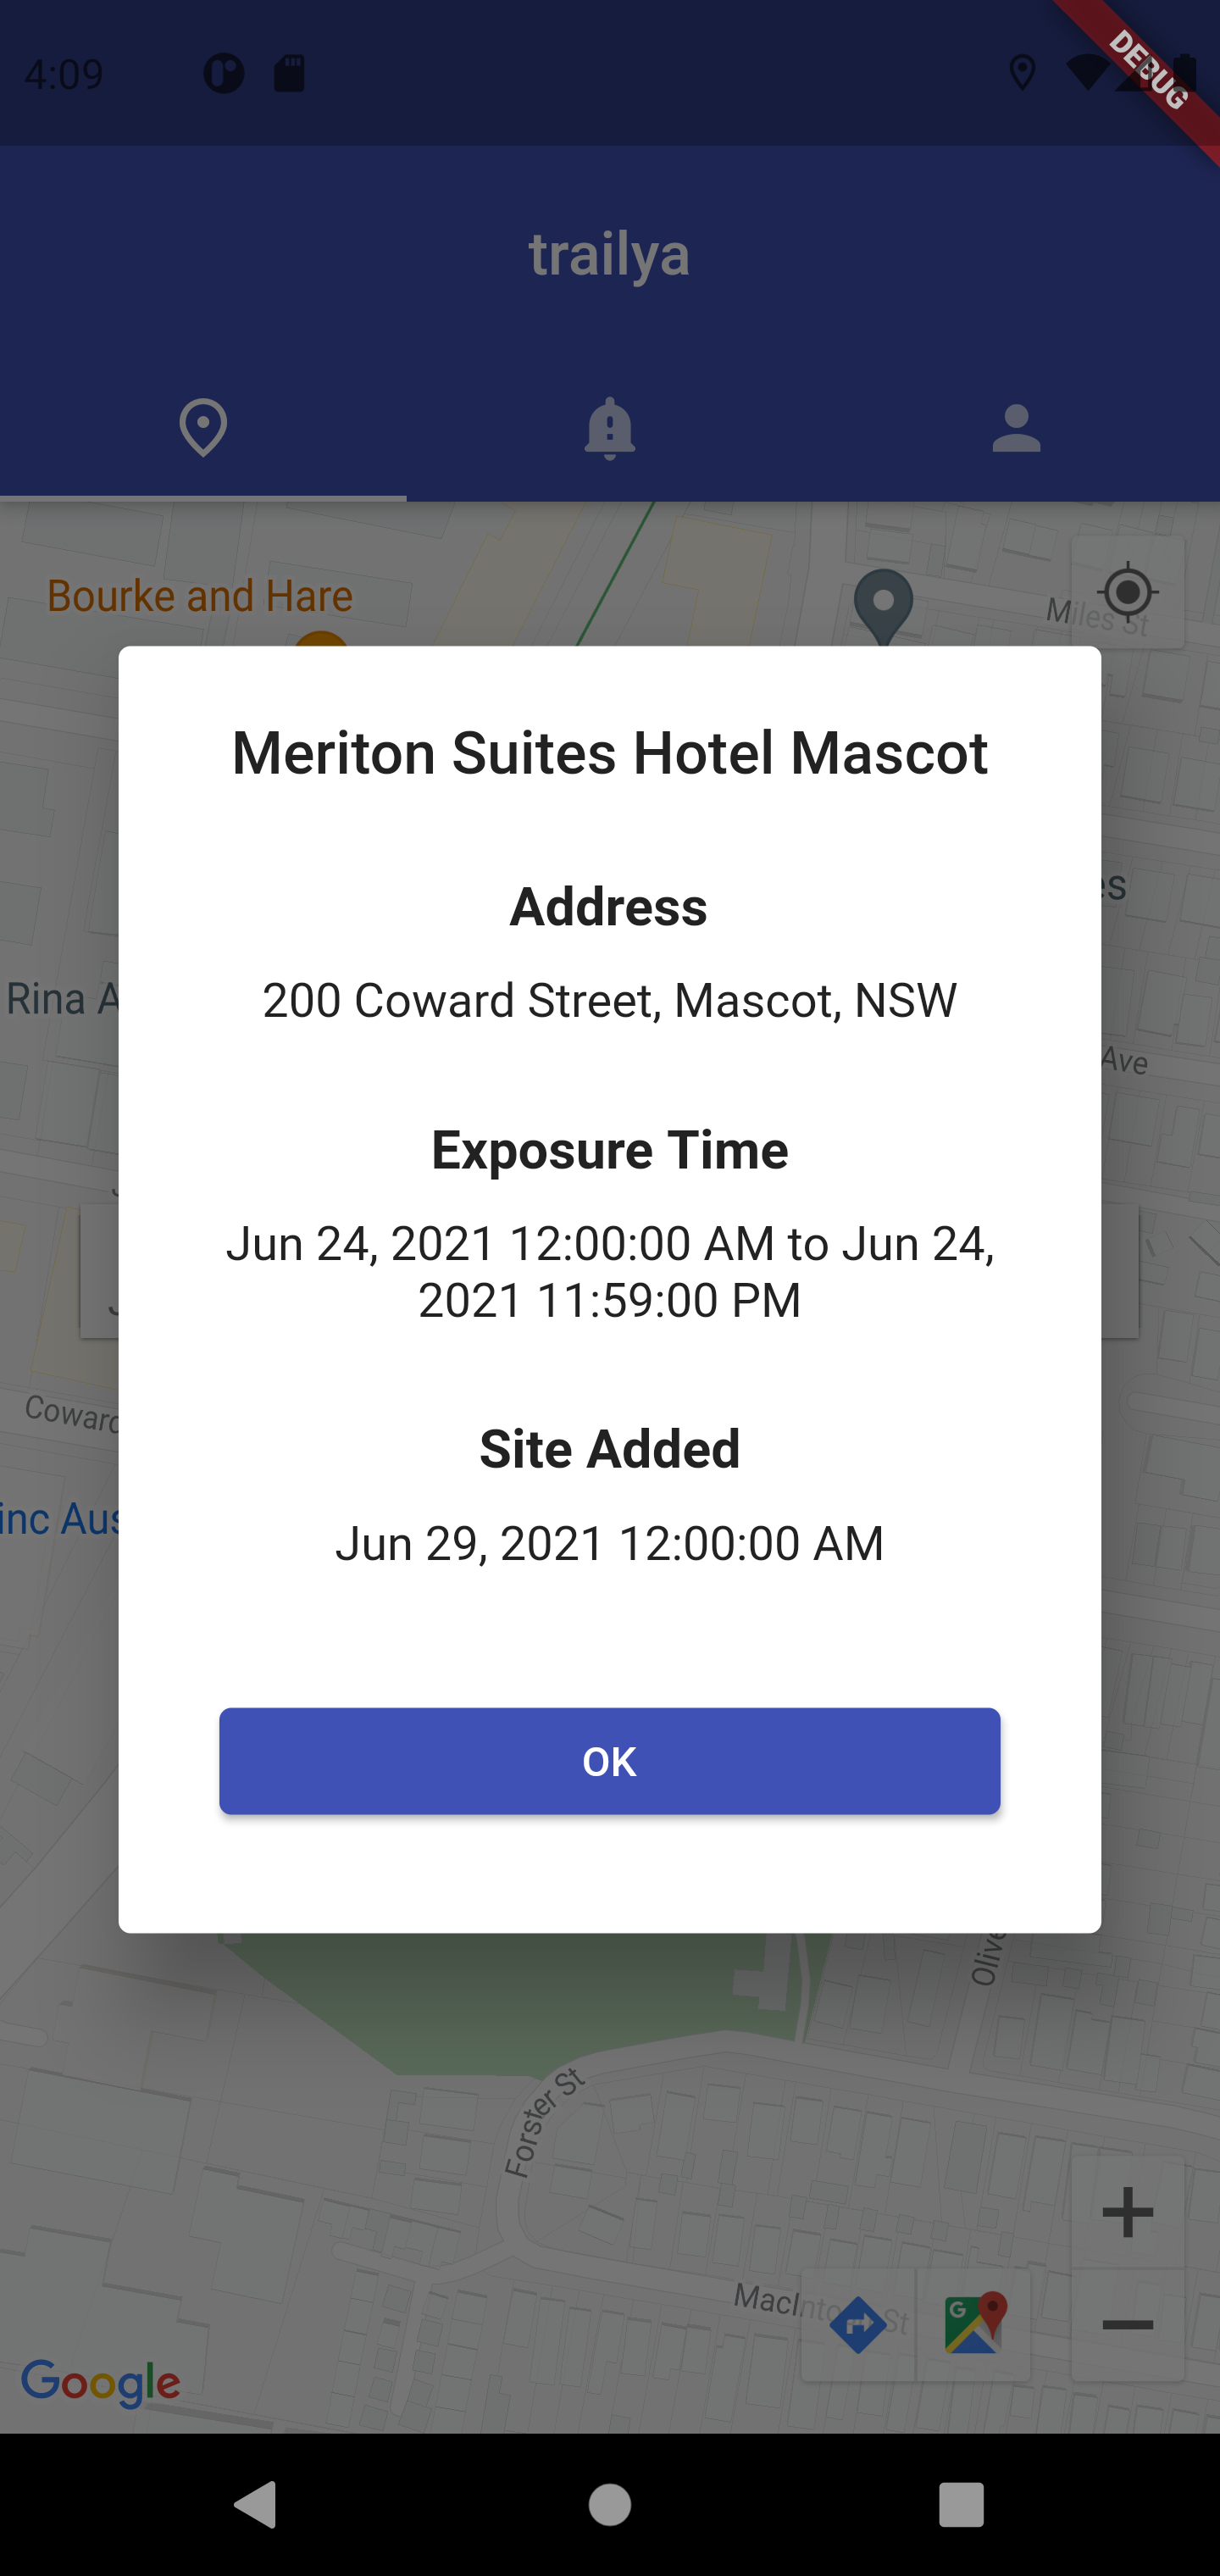 4:09
DEBUG
trailya
Bourke and Hare
Miles St
Meriton Suites Hotel Mascot
Address
Rina A
200 Coward Street, Mascot, NSW
Ave
Exposure Time
Jun 24, 2021 12:00:00 AM to Jun 24,
2021 11:59:00 PM
Coward
Site Added
inc Aus
Jun 29, 2021 12:00:00 AM
OK
Olive
Forster St
MacIntosh St
Google